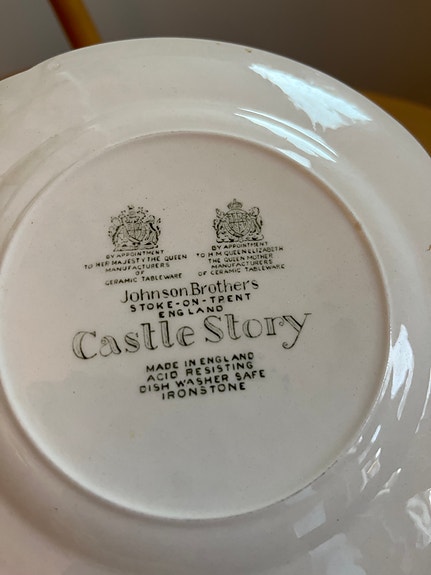 BY APPOINTMENT
TO HER MAJESTY THE QUEEN
MANUFACTURERS
OF
CERAMIC TABLEWARE
BY APPOINTMENT
TO H.M. QUEEN ELIZABETH
THE QUEEN MOTHER
MANUFACTURERS
OF CERAMIC TABLEWARE
Johnson Brothers
STOKE-ON-TRENT
ENGLAND
Castle Story
MADE IN ENGLAND
ACID RESISTING
DISH WASHER SAFE
IRONSTONE